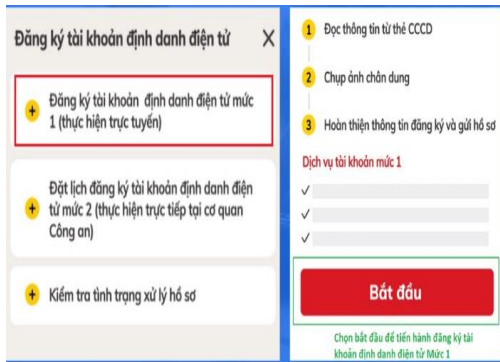 Đăng ký tài khoản định danh điện tử
Đăng ký tài khoản định danh điện tử mức
1 (thực hiện trực tuyến)
Đặt lịch đăng ký tài khoản định danh điện
tử mức 2 (thực hiện trực tiếp tại cơ quan
Công an)
Kiểm tra tình trạng xử lý hồ sơ
1 Đọc thông tin từ thẻ CCCD
2 Chụp ảnh chân dung
3 Hoàn thiện thông tin đăng ký và gửi hồ sơ
Dịch vụ tài khoản mức 1
Bắt đầu
Chọn bắt đầu để tiến hành đăng ký tài
khoản định danh điện tử Mức 1